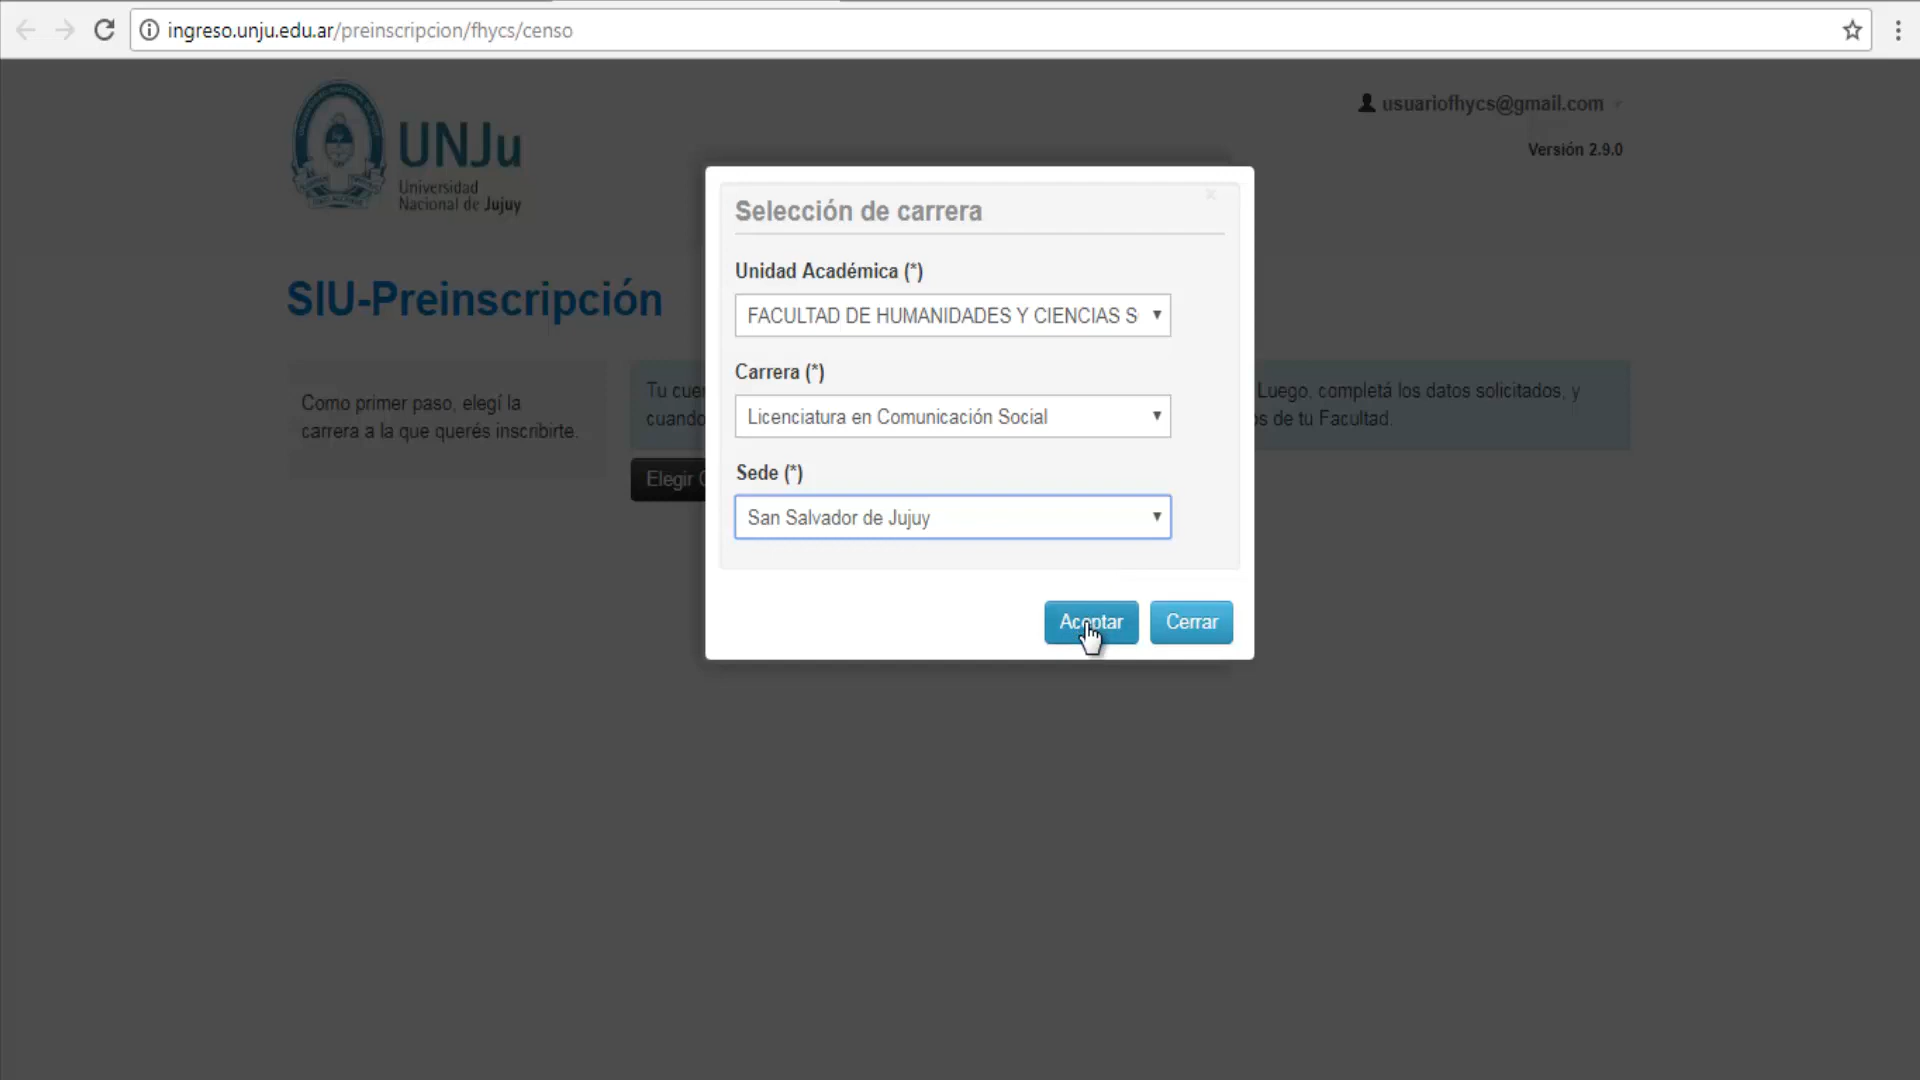 ingreso.unju.edu.ar/preinscripcion/fhycs/censo
UNJu
Universidad
Nacional de Jujuy
usuariofhycs@gmail.com
Versión 2.9.0
SIU-Preinscripción
Como primer paso, elegí la
carrera a la que querés inscribirte.
Tu
Luego, completá los datos solicitados, y
de tu Facultad.
Elegir
Selección de carrera
Unidad Académica (*)
FACULTAD DE HUMANIDADES Y CIENCIAS S
Carrera (*)
Licenciatura en Comunicación Social
Sede (*)
San Salvador de Jujuy
Aceptar
Cerrar